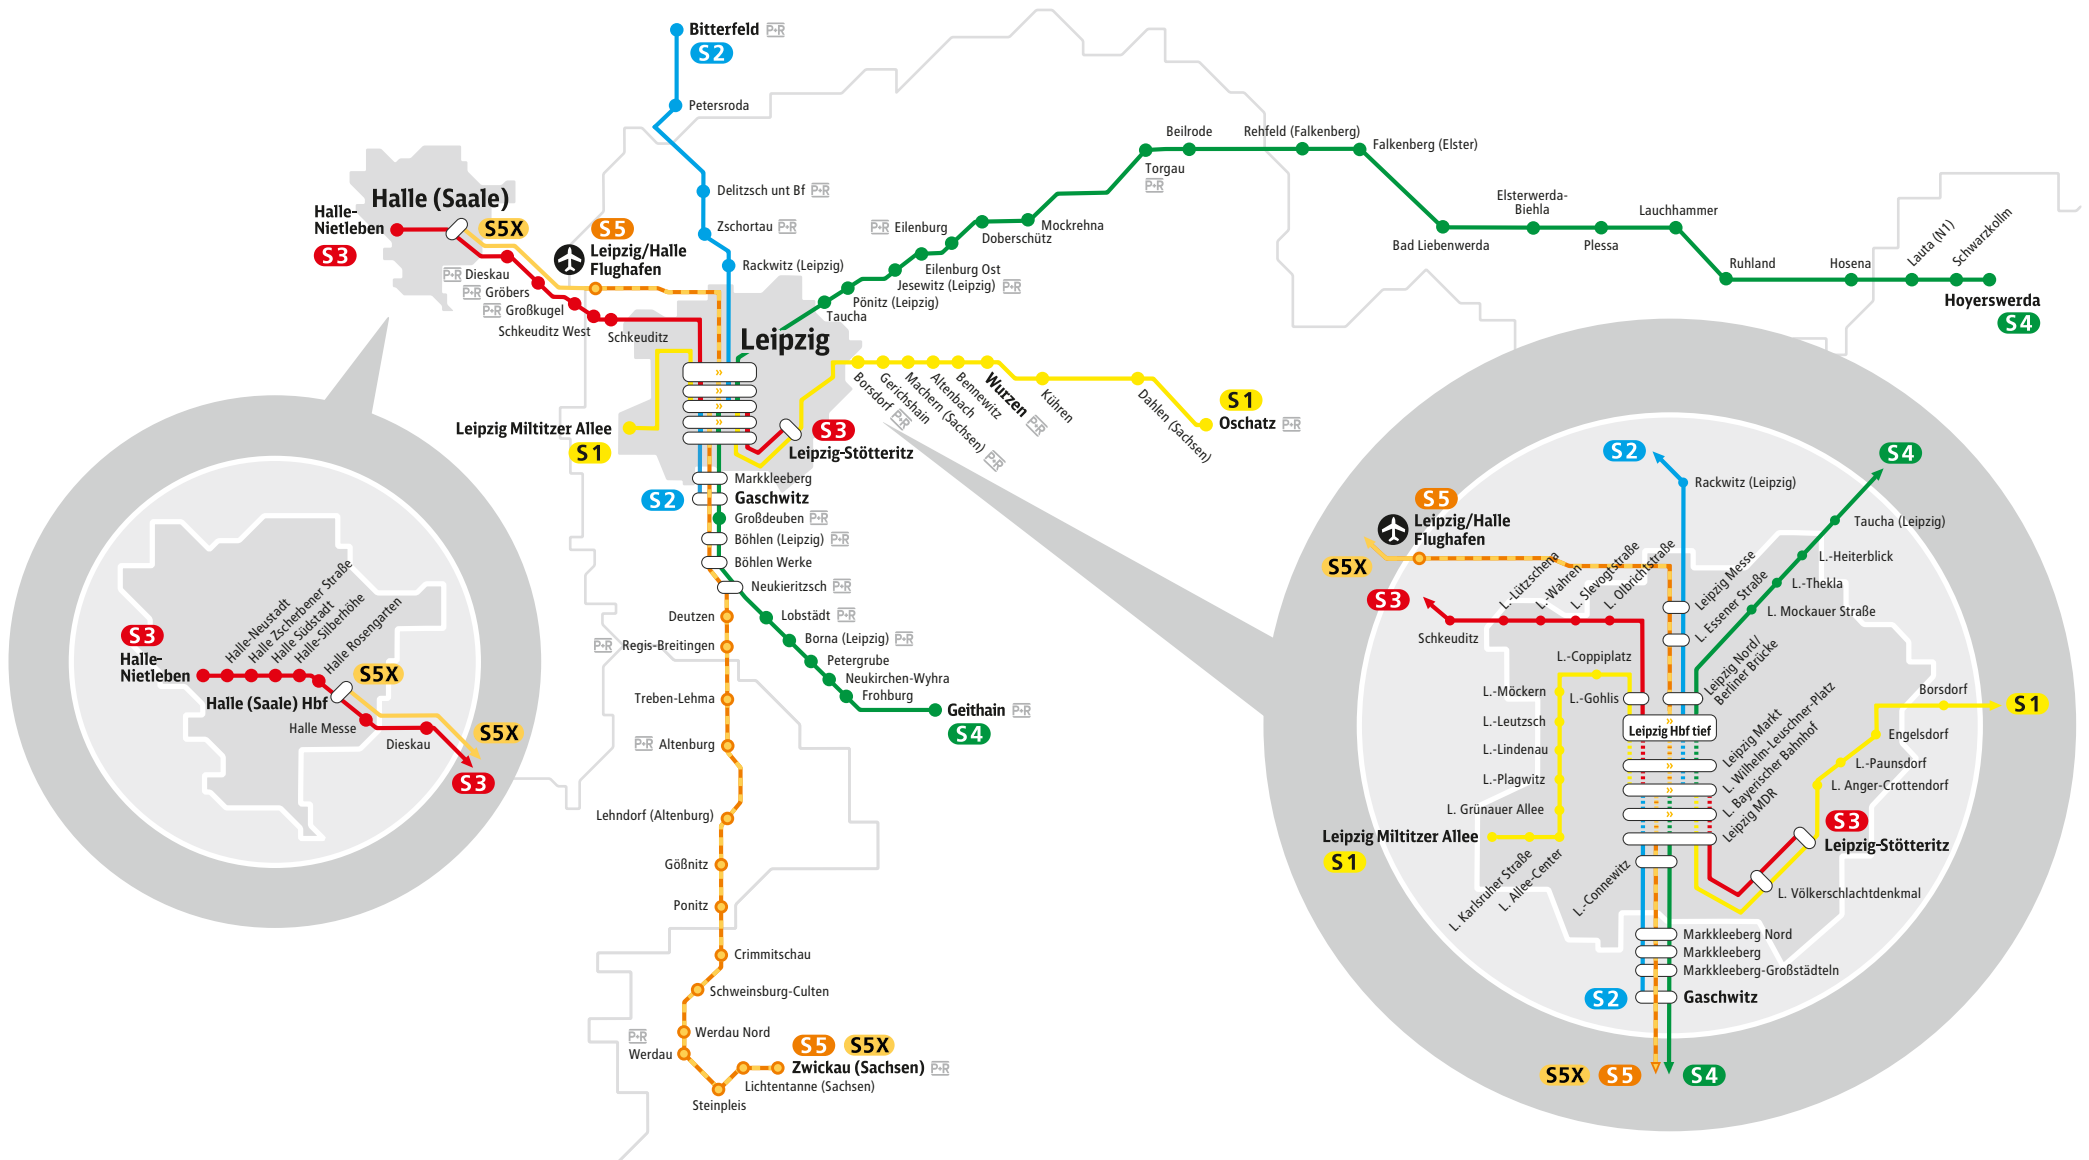 Bitterfeld P+R
S2
Petersroda
Delitzsch unt Bf P+R
Zschortau P+R
Rackwitz (Leipzig)
Halle (Saale)
Halle-
Nietleben
S3
S5X
S5
Leipzig/Halle
Flughafen
P+R Dieskau
P+R Gröbers
P+R Großkugel
Schkeuditz West
Schkeuditz
Leipzig
Taucha
Pönitz (Leipzig)
Jesewitz (Leipzig) P+R
Eilenburg Ost
P+R Eilenburg
Doberschütz
Mockrehna
Torgau
P+R
Beilrode
Rehfeld (Falkenberg)
Falkenberg (Elster)
Bad Liebenwerda
Elsterwerda-
Biehla
Plessa
Lauchhammer
Ruhland
Hosena
Lauta (N1)
Schwarzkollm
Hoyerswerda
S4
»
»
»
»
Leipzig Miltitzer Allee
S1
S3
Leipzig-Stötteritz
Borsdorf P+R
Gerichshain
Machern (Sachsen) P+R
Altenbach
Bennewitz
Wurzen P+R
Kühren
Dahlen (Sachsen)
S1
Oschatz P+R
Markkleeberg
S2
Gaschwitz
Großdeuben P+R
Böhlen (Leipzig) P+R
Böhlen Werke
Neukieritzsch P+R
Deutzen
P+R Regis-Breitingen
Treben-Lehma
P+R Altenburg
Lehndorf (Altenburg)
Gößnitz
Ponitz
Crimmitschau
Schweinsburg-Culten
Werdau Nord
P+R
Werdau
Steinpleis
Lichtentanne (Sachsen)
S5 S5X
Zwickau (Sachsen) P+R
Lobstädt P+R
Borna (Leipzig) P+R
Petergrube
Neukirchen-Wyhra
Frohburg
Geithain P+R
S4
S3
Halle-
Nietleben
Halle-Neustadt
Halle Zscherbener Straße
Halle Südstadt
Halle-Silberhöhe
Halle Rosengarten
Halle (Saale) Hbf
S5X
Halle Messe
Dieskau
S5X
S3
S2
Rackwitz (Leipzig)
S4
Taucha (Leipzig)
L.-Heiterblick
L.-Thekla
L. Mockauer Straße
S5
Leipzig/Halle
Flughafen
S5X
S3
Schkeuditz
L.-Lützschena
L.-Wahren
L. Slevogtstraße
L. Olbrichtstraße
Leipzig Messe
L. Essener Straße
Leipzig Nord/
Berliner Brücke
L.-Coppiplatz
L.-Gohlis
L.-Möckern
L.-Leutzsch
L.-Lindenau
L.-Plagwitz
L. Grünauer Allee
Leipzig Miltitzer Allee
S1
L. Karlsruher Straße
L. Allee-Center
»
Leipzig Hbf tief
»
»
»
Leipzig Markt
L. Wilhelm-Leuschner-Platz
L. Bayerischer Bahnhof
Leipzig MDR
Borsdorf
S1
Engelsdorf
L.-Paunsdorf
L. Anger-Crottendorf
S3
Leipzig-Stötteritz
L. Völkerschlachtdenkmal
L.-Connewitz
Markkleeberg Nord
Markkleeberg
Markkleeberg-Großstädteln
S2
Gaschwitz
S5X S5 S4